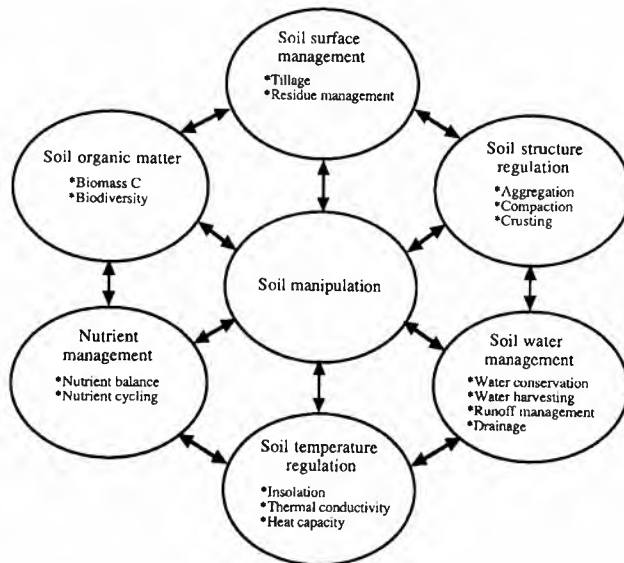 Soil surface
management
*Tillage
*Residue management
Soil organic matter
*Biomass C
*Biodiversity
Soil structure
regulation
*Aggregation
*Compaction
*Crusting
Soil manipulation
Nutrient
management
*Nutrient balance
*Nutrient cycling
Soil water
management
*Water conservation
*Water harvesting
*Runoff management
*Drainage
Soil temperature
regulation
*Insolation
*Thermal conductivity
*Heat capacity